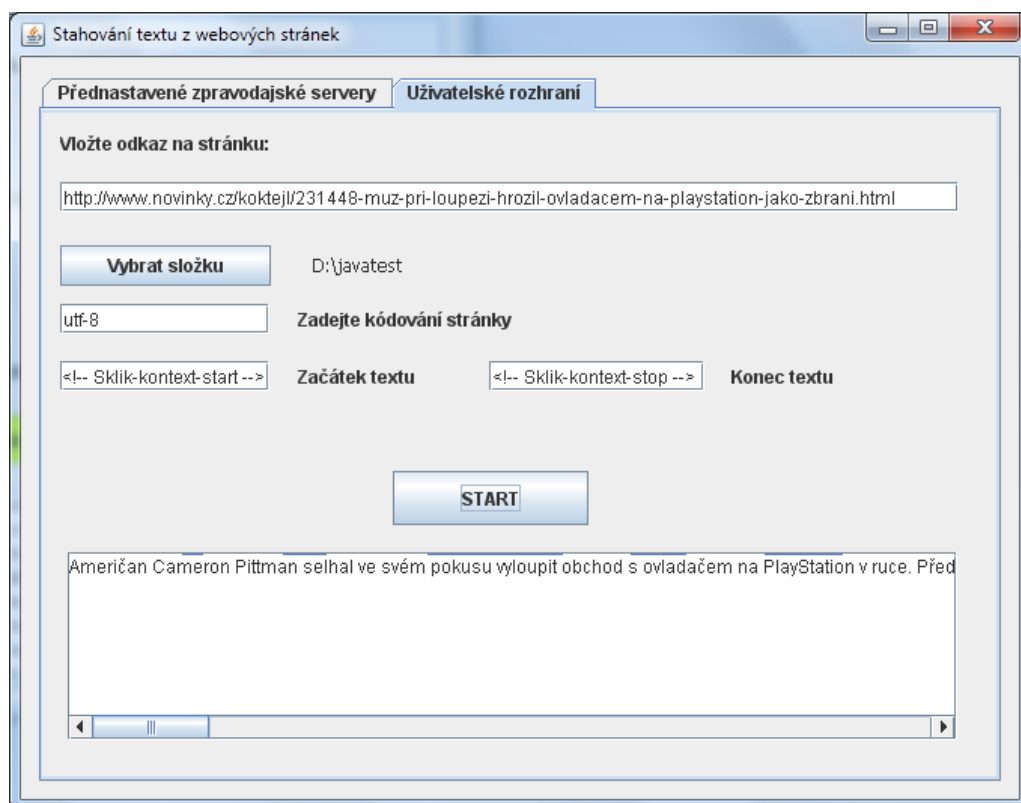 Stahování textu z webových stránek
Přednastavené zpravodajské servery Uživatelské rozhraní
Vložte odkaz na stránku:
http://www.novinky.cz/koktejl/231448-muz-pri-loupezi-hrozil-ovladacem-na-playstation-jako-zbrani.html
Vybrat složku D:\javatest
utf-8 Zadejte kódování stránky
<!-- Sklik-kontext-start --> Začátek textu <!-- Sklik-kontext-stop --> Konec textu
START
Američan Cameron Pittman selhal ve svém pokusu vyloupit obchod s ovladačem na PlayStation v ruce. Před